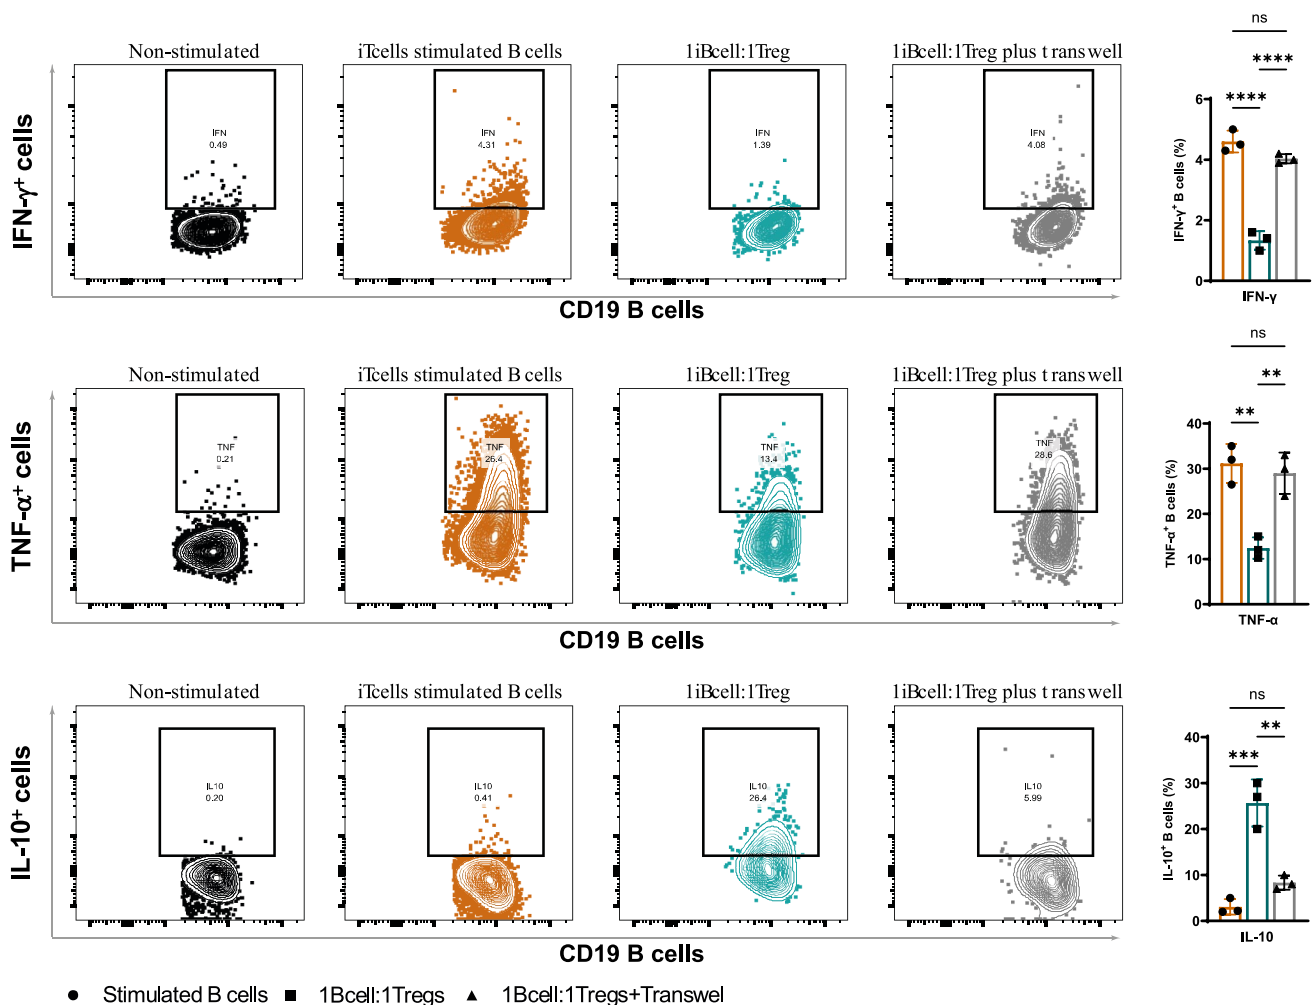 ns
Non-stimulated
iTcells stimulated B cells
1iBcell:1Treg
1iBcell:1Treg plus t ranswell
****
****
IFN-γ+ cells
IFN
0.49
IFN
4.31
IFN
1.39
IFN
4.08
IFN-γ+ B cells (%)
6
4
2
0
IFN-γ
CD19 B cells
ns
Non-stimulated
iTcells stimulated B cells
1iBcell:1Treg
1iBcell:1Treg plus t ranswell
**
**
TNF-α+ cells
TNF
0.21
TNF
26.4
TNF
13.4
TNF
28.6
TNF-α+ B cells (%)
40
30
20
10
0
TNF-α
CD19 B cells
Non-stimulated
iTcells stimulated B cells
1iBcell:1Treg
1iBcell:1Treg plus t ranswell
ns
**
***
IL-10+ cells
IL10
0.20
IL10
0.41
IL10
26.4
IL10
5.99
IL-10+ B cells (%)
40
30
20
10
0
IL-10
CD19 B cells
Stimulated B cells
1Bcell:1Tregs
1Bcell:1Tregs+Transwel